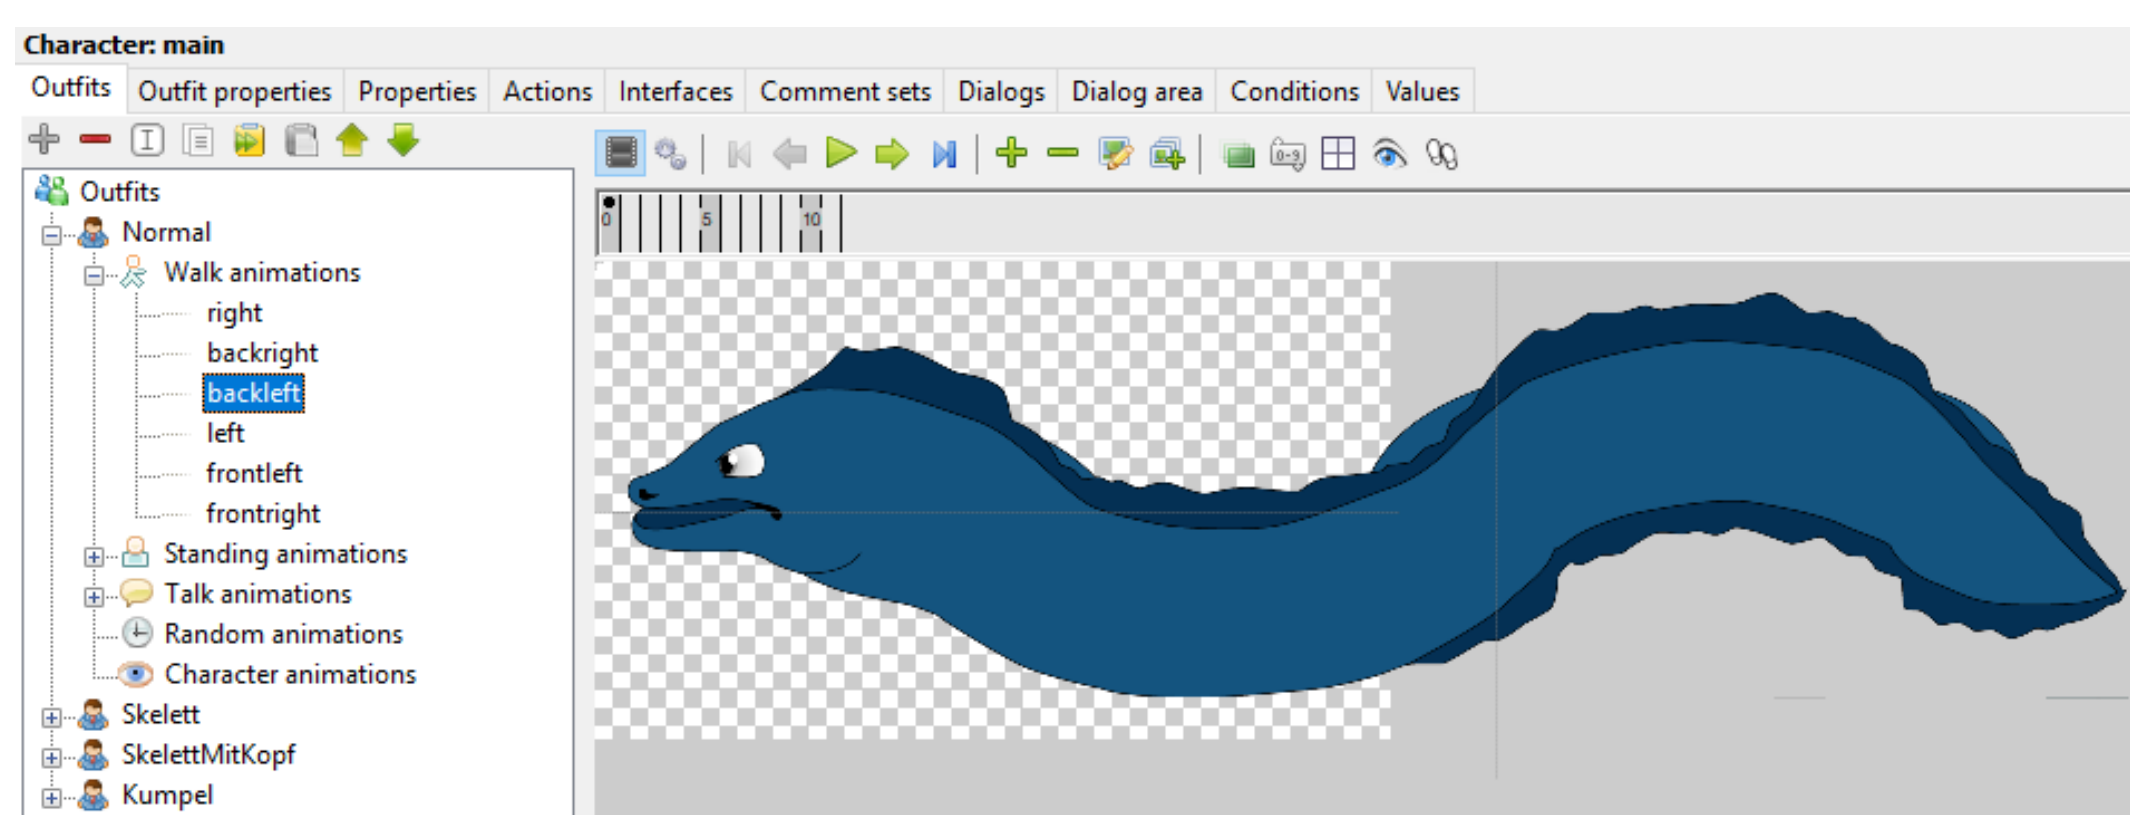 Character: main
Outfits Outfit properties Properties Actions Interfaces Comment sets Dialogs Dialog area Conditions Values
0-9
0 5 10
Outfits
Normal
Walk animations
right
backright
backleft
left
frontleft
frontright
Standing animations
Talk animations
Random animations
Character animations
Skelett
SkelettMitKopf
Kumpel